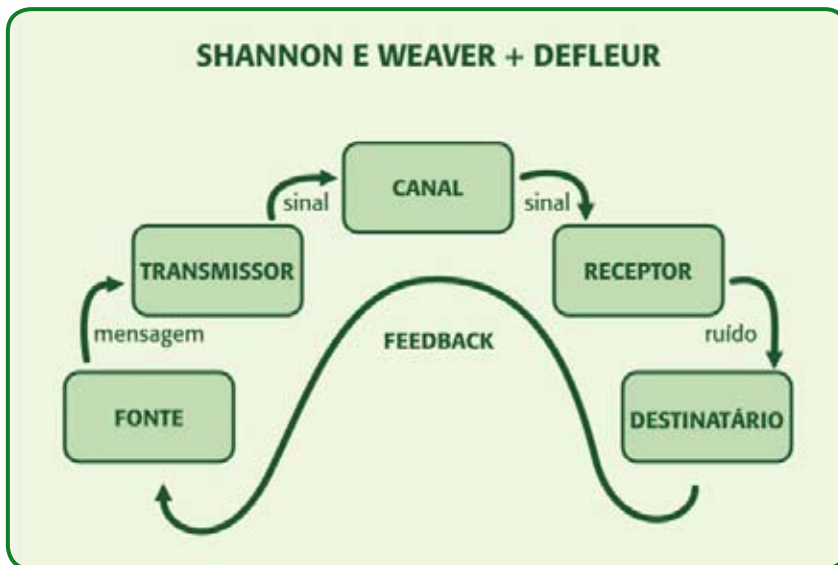 SHANNON E WEAVER + DEFLEUR
CANAL
sinal
sinal
TRANSMISSOR
RECEPTOR
mensagem
FEEDBACK
ruído
FONTE
DESTINATÁRIO